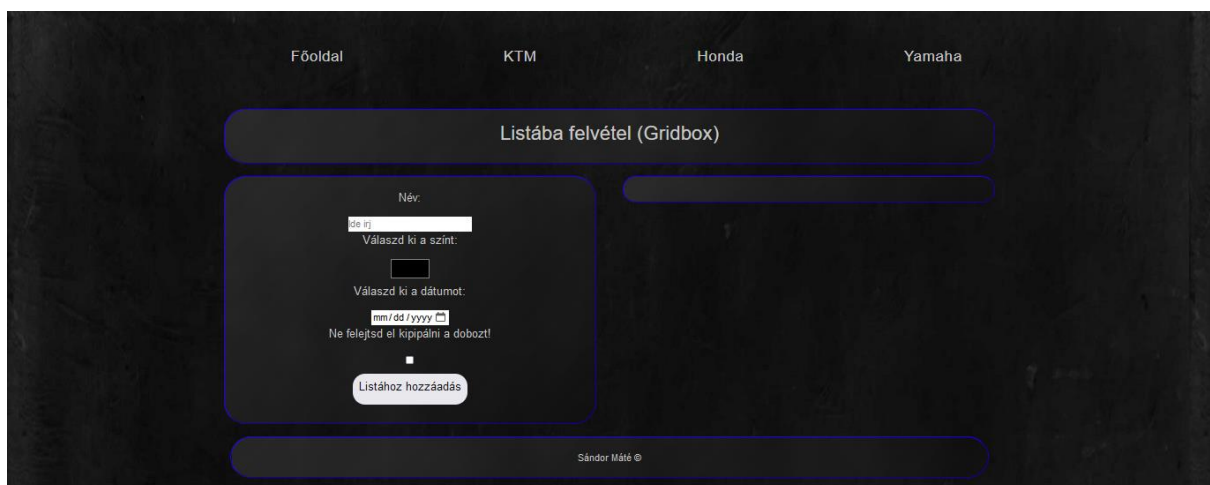 Főoldal KTM Honda Yamaha
Listába felvétel (Gridbox)
Név:
Ide írj
Válaszd ki a színt:
Válaszd ki a dátumot:
mm/dd/yyyy
Ne felejtsd el kipipálni a dobozt!
Listához hozzáadás
Sándor Máté ©